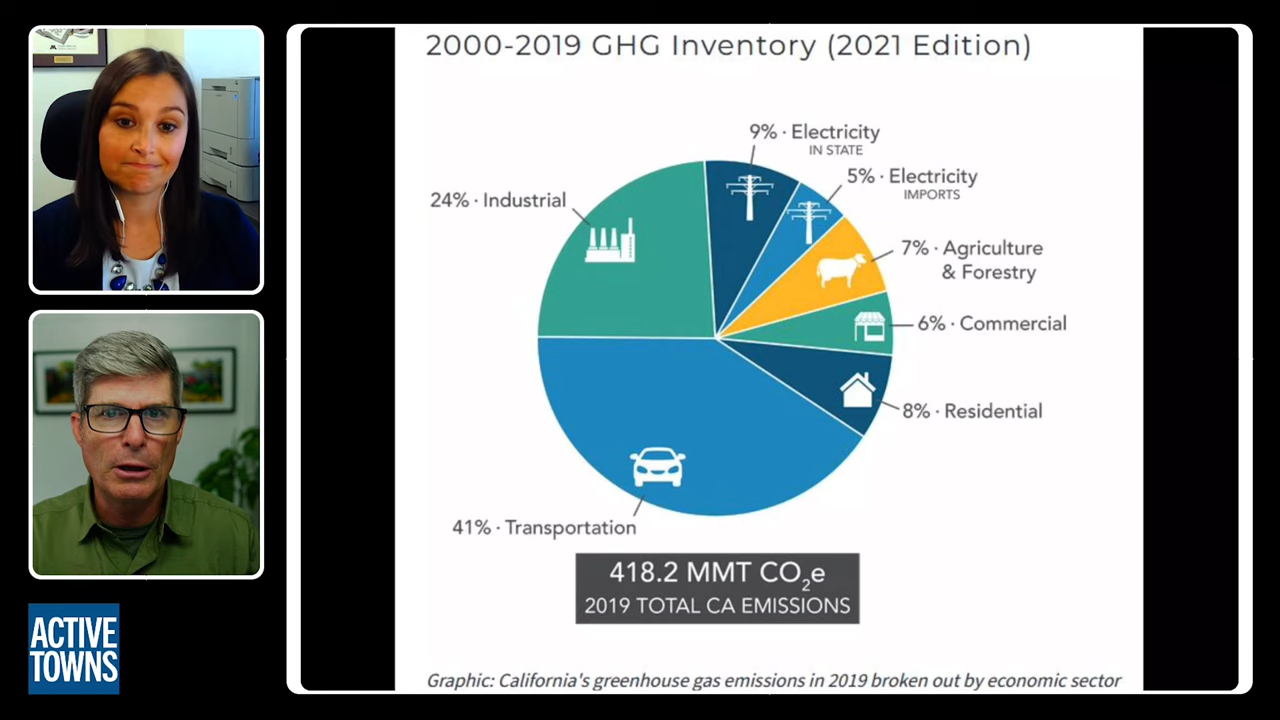 2000-2019 GHG Inventory (2021 Edition)
9% · Electricity
IN STATE
5% · Electricity
IMPORTS
24% · Industrial
7% · Agriculture
& Forestry
6% · Commercial
8% · Residential
41% · Transportation
418.2 MMT CO₂e
2019 TOTAL CA EMISSIONS
Graphic: California's greenhouse gas emissions in 2019 broken out by economic sector
ACTIVE
TOWNS